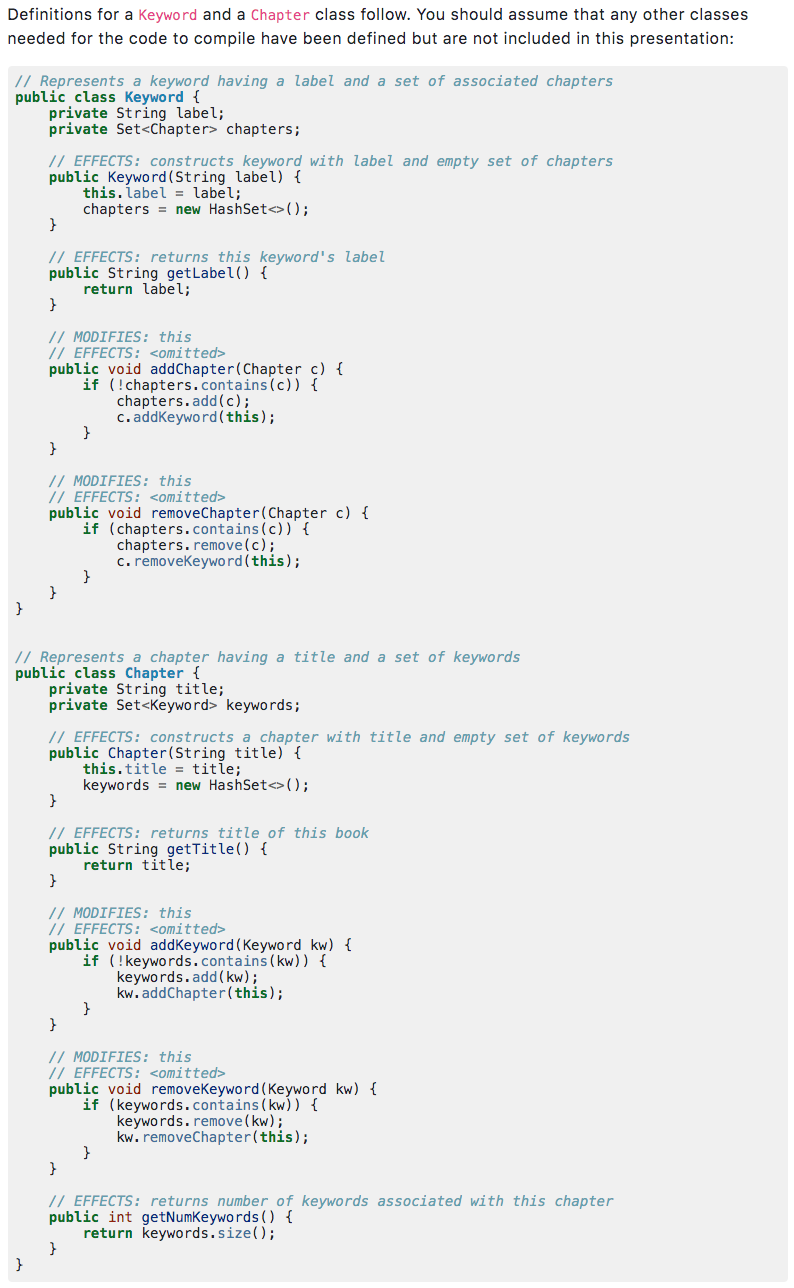 Definitions for a Keyword and a Chapter class follow. You should assume that any other classes
needed for the code to compile have been defined but are not included in this presentation:
// Represents a keyword having a label and a set of associated chapters
public class Keyword {
    private String label;
    private Set<Chapter> chapters;

    // EFFECTS: constructs keyword with label and empty set of chapters
    public Keyword(String label) {
        this.label = label;
        chapters = new HashSet<>();
    }

    // EFFECTS: returns this keyword's label
    public String getLabel() {
        return label;
    }

    // MODIFIES: this
    // EFFECTS: <omitted>
    public void addChapter(Chapter c) {
        if (!chapters.contains(c)) {
            chapters.add(c);
            c.addKeyword(this);
        }
    }

    // MODIFIES: this
    // EFFECTS: <omitted>
    public void removeChapter(Chapter c) {
        if (chapters.contains(c)) {
            chapters.remove(c);
            c.removeKeyword(this);
        }
    }
}

// Represents a chapter having a title and a set of keywords
public class Chapter {
    private String title;
    private Set<Keyword> keywords;

    // EFFECTS: constructs a chapter with title and empty set of keywords
    public Chapter(String title) {
        this.title = title;
        keywords = new HashSet<>();
    }

    // EFFECTS: returns title of this book
    public String getTitle() {
        return title;
    }

    // MODIFIES: this
    // EFFECTS: <omitted>
    public void addKeyword(Keyword kw) {
        if (!keywords.contains(kw)) {
            keywords.add(kw);
            kw.addChapter(this);
        }
    }

    // MODIFIES: this
    // EFFECTS: <omitted>
    public void removeKeyword(Keyword kw) {
        if (keywords.contains(kw)) {
            keywords.remove(kw);
            kw.removeChapter(this);
        }
    }

    // EFFECTS: returns number of keywords associated with this chapter
    public int getNumKeywords() {
        return keywords.size();
    }
}